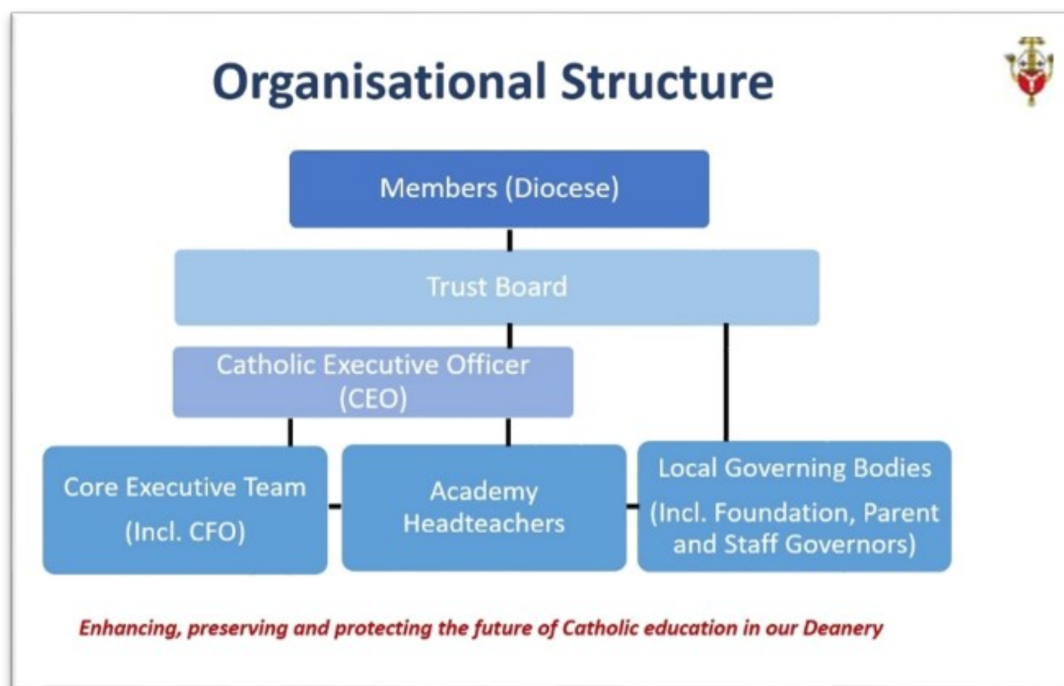 Organisational Structure
Members (Diocese)
Trust Board
Catholic Executive Officer
(CEO)
Core Executive Team
(Incl. CFO)
Academy
Headteachers
Local Governing Bodies
(Incl. Foundation, Parent
and Staff Governors)
Enhancing, preserving and protecting the future of Catholic education in our Deanery